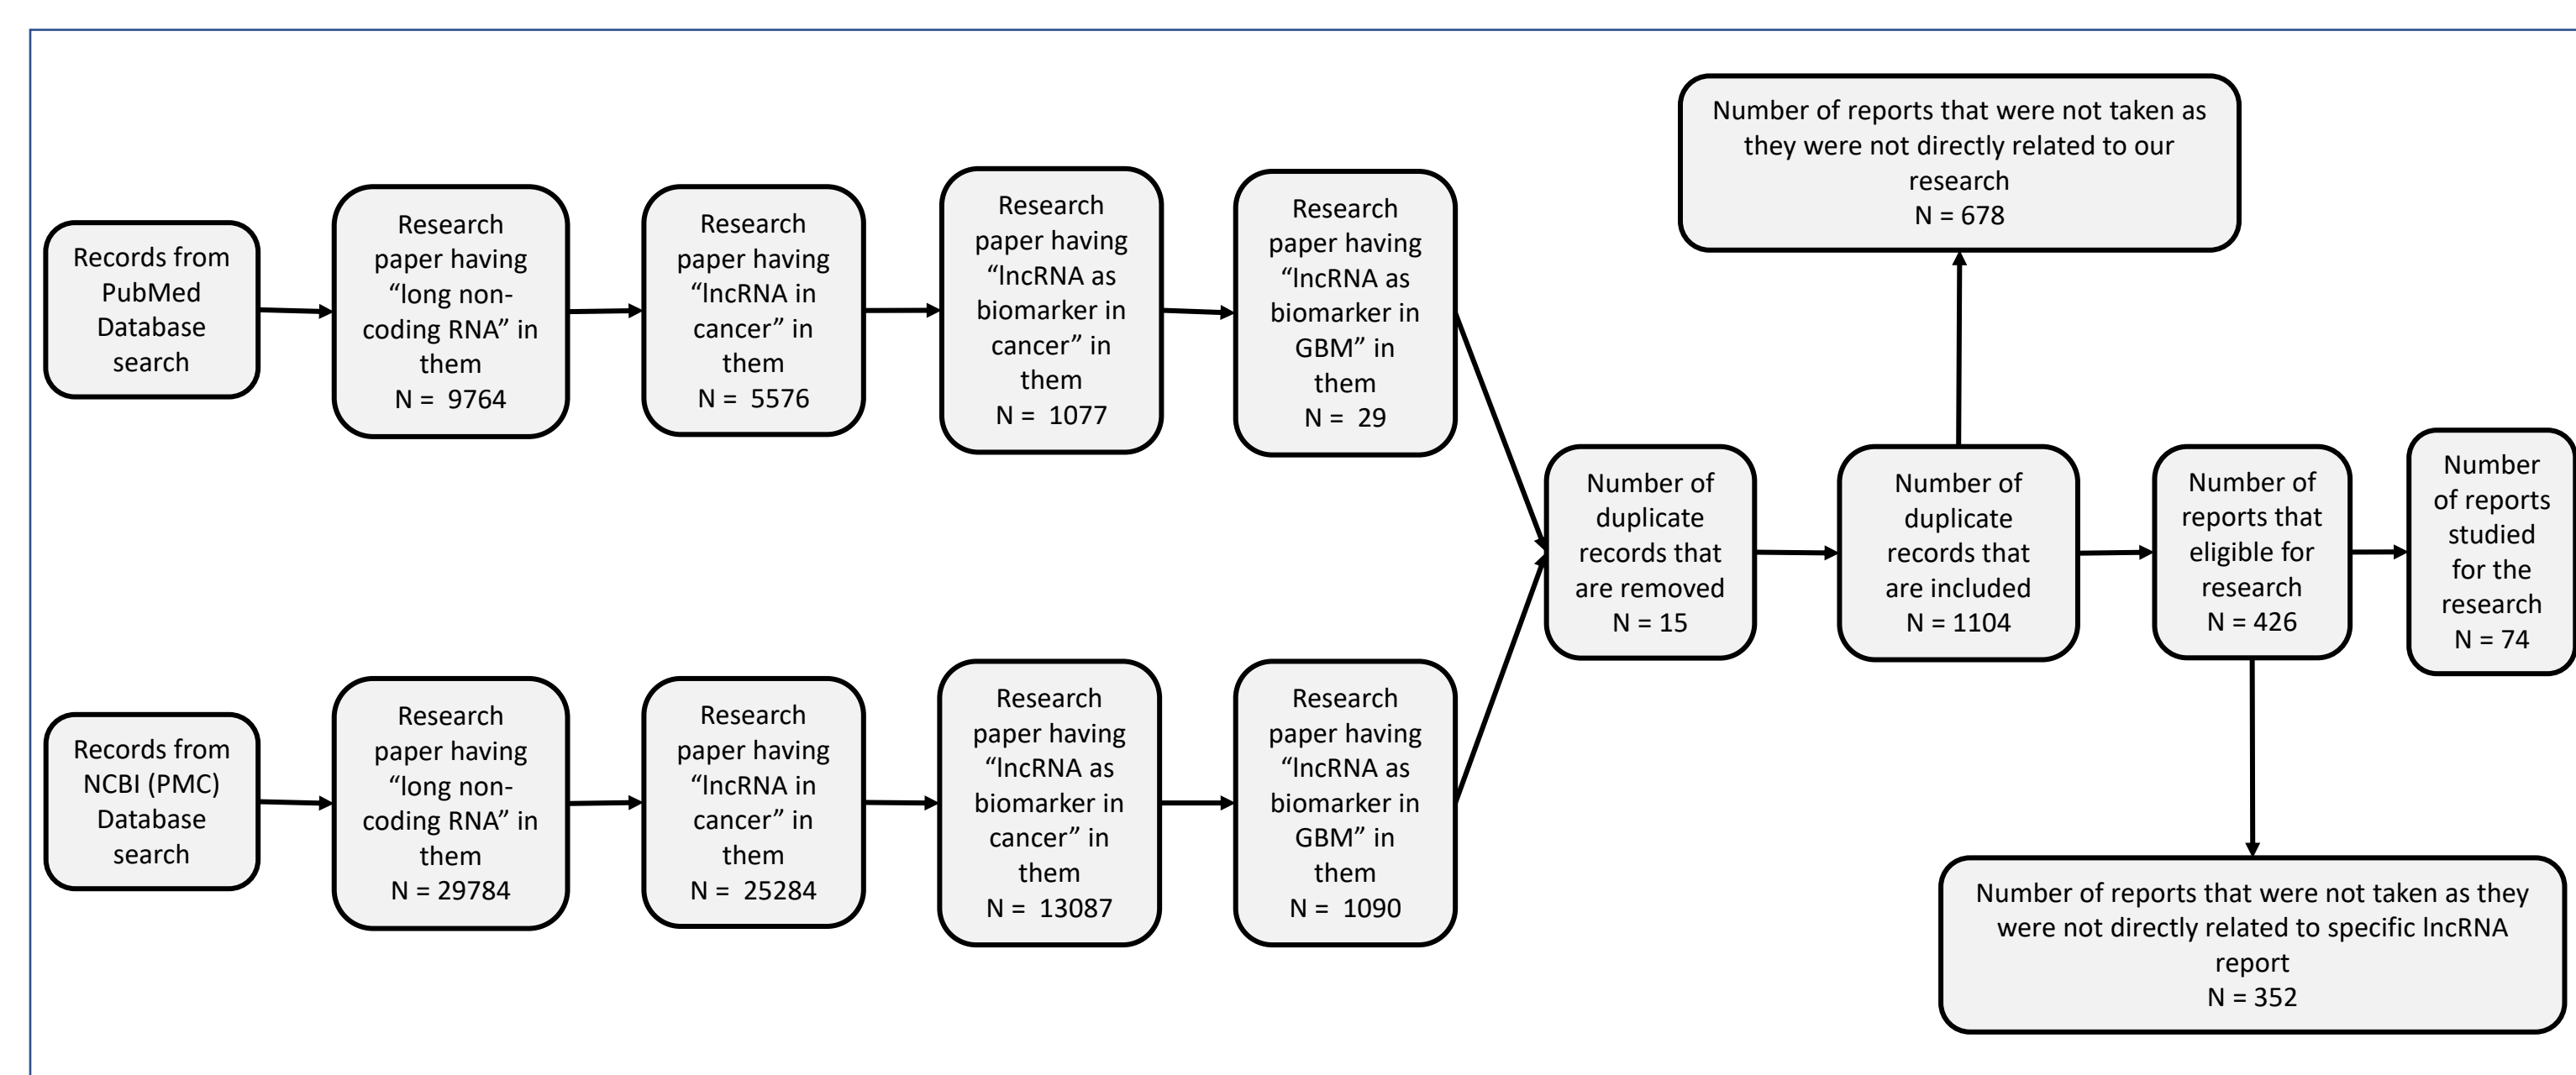 Records from
PubMed
Database
search
Research
paper having
“long non-
coding RNA” in
them
N =  9764
Research
paper having
“lncRNA in
cancer” in
them
N =  5576
Research
paper having
“lncRNA as
biomarker in
cancer” in
them
N =  1077
Research
paper having
“lncRNA as
biomarker in
GBM” in
them
N =  29
Records from
NCBI (PMC)
Database
search
Research
paper having
“long non-
coding RNA” in
them
N = 29784
Research
paper having
“lncRNA in
cancer” in
them
N =  25284
Research
paper having
“lncRNA as
biomarker in
cancer” in
them
N =  13087
Research
paper having
“lncRNA as
biomarker in
GBM” in
them
N =  1090
Number of
duplicate
records that
are removed
N = 15
Number of
duplicate
records that
are included
N = 1104
Number of reports that were not taken as
they were not directly related to our
research
N = 678
Number of
reports that
eligible for
research
N = 426
Number of reports that were not taken as they
were not directly related to specific lncRNA
report
N = 352
Number
of reports
studied
for the
research
N = 74